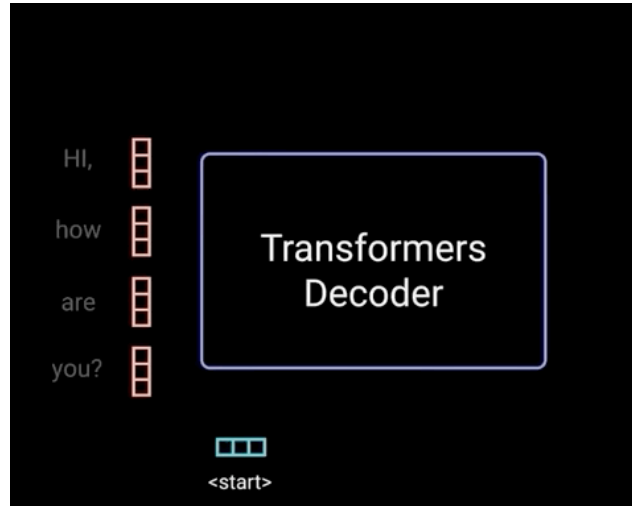 HI,
how
are
you?
Transformers
Decoder
<start>